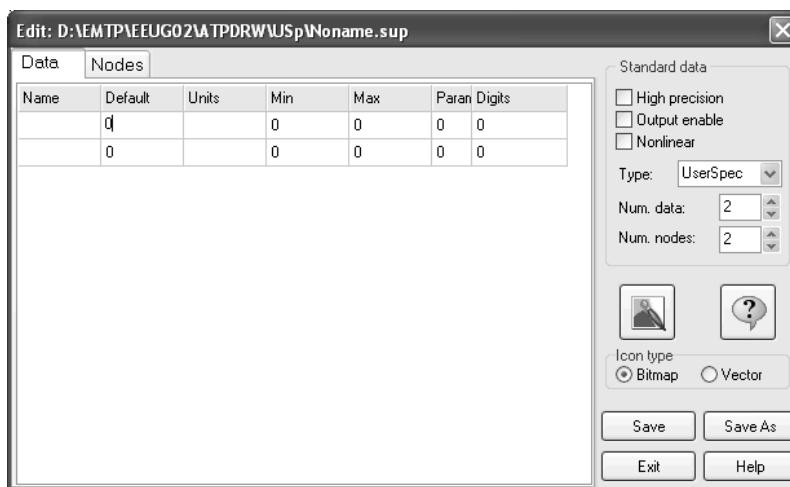 Edit: D:\EMTP\EEUG02\ATPDRW\USp\Noname.sup
Data Nodes
Name Default Units Min Max Param Digits
0 0 0 0 0
0 0 0 0 0
Standard data
High precision
Output enable
Nonlinear
Type: UserSpec
Num. data: 2
Num. nodes: 2
?
Icon type
Bitmap Vector
Save Save As
Exit Help